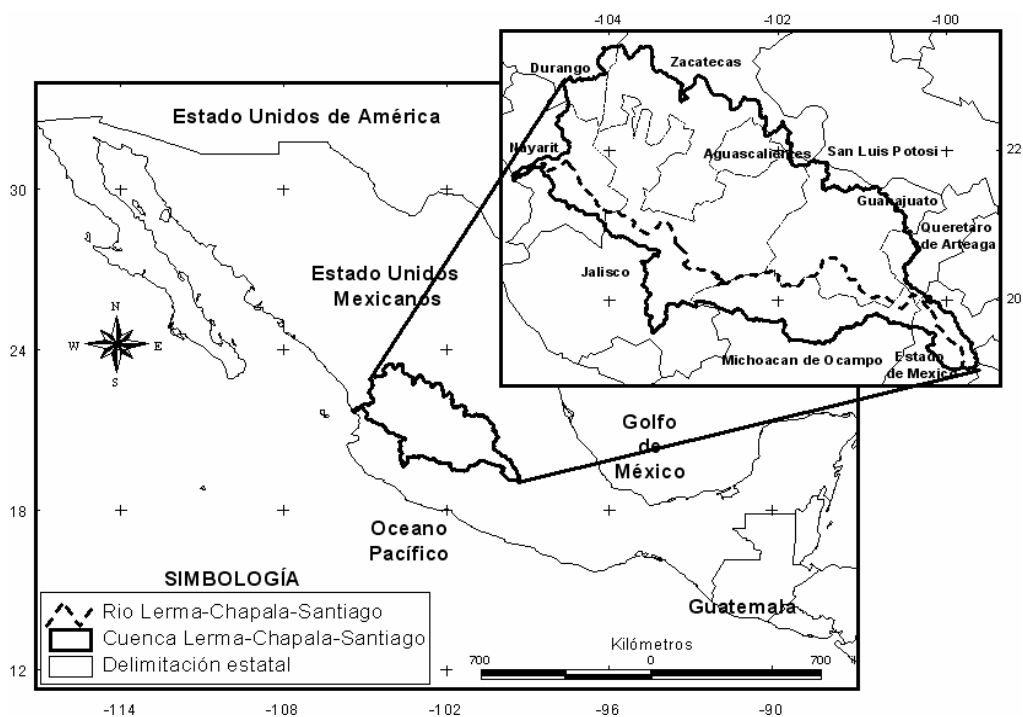 -104
-102
-100
Durango
Zacatecas
Estado Unidos de América
Nayarit
Aguascalientes
San Luis Potosi
22
30
Guanajuato
Queretaro
de Arteaga
Estado Unidos
Mexicanos
Jalisco
20
N
W
E
S
24
Michoacan de Ocampo
Estado
de Mexico
Golfo
de
México
18
Oceano
Pacífico
SIMBOLOGÍA
Rio Lerma-Chapala-Santiago
Cuenca Lerma-Chapala-Santiago
Delimitación estatal
Guatemala
Kilómetros
700
0
700
12
-114
-108
-102
-96
-90